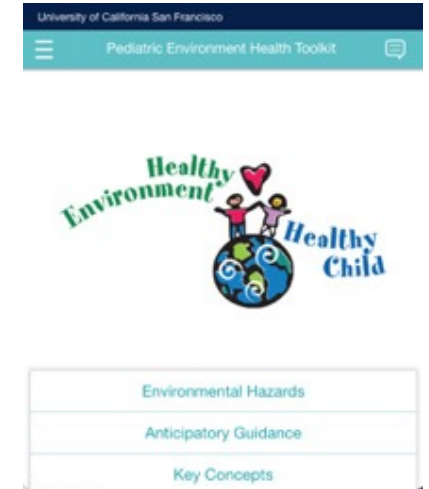 University of California San Francisco
Pediatric Environment Health Toolkit
Healthy
Environment
Healthy
Child
Environmental Hazards
Anticipatory Guidance
Key Concepts